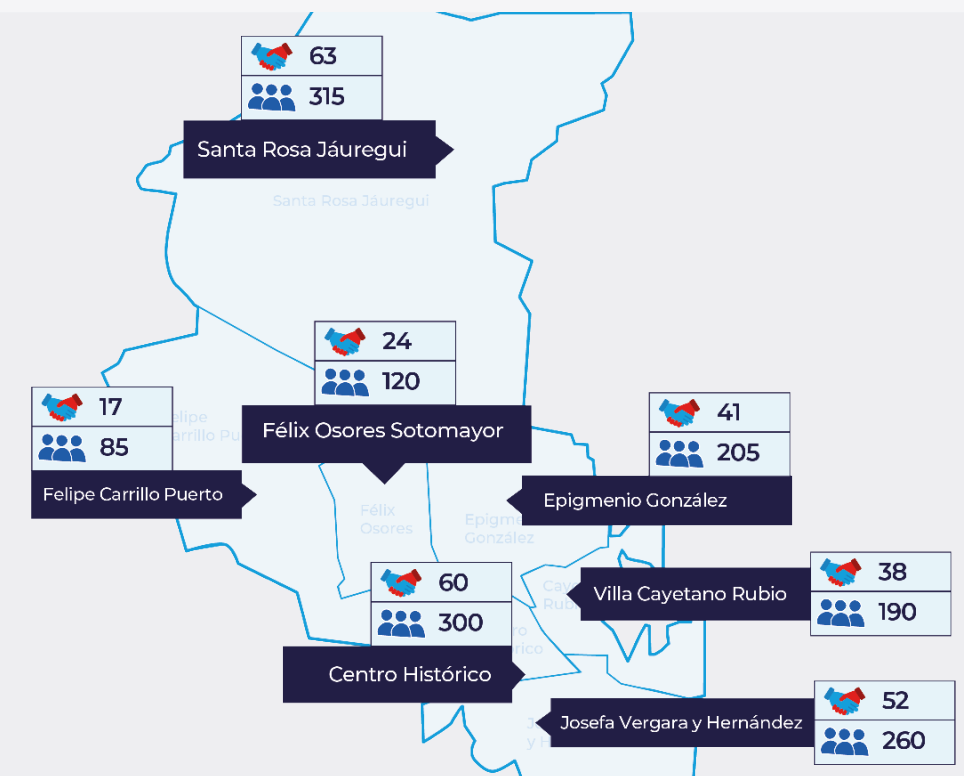 63
315
Santa Rosa Jáuregui
Santa Rosa Jáuregui
24
120
Félix Osores Sotomayor
17
85
Felipe Carrillo Puerto
41
205
Epigmenio González
Félix
Osores
González
38
190
Villa Cayetano Rubio
60
300
Centro Histórico
52
260
Josefa Vergara y Hernández